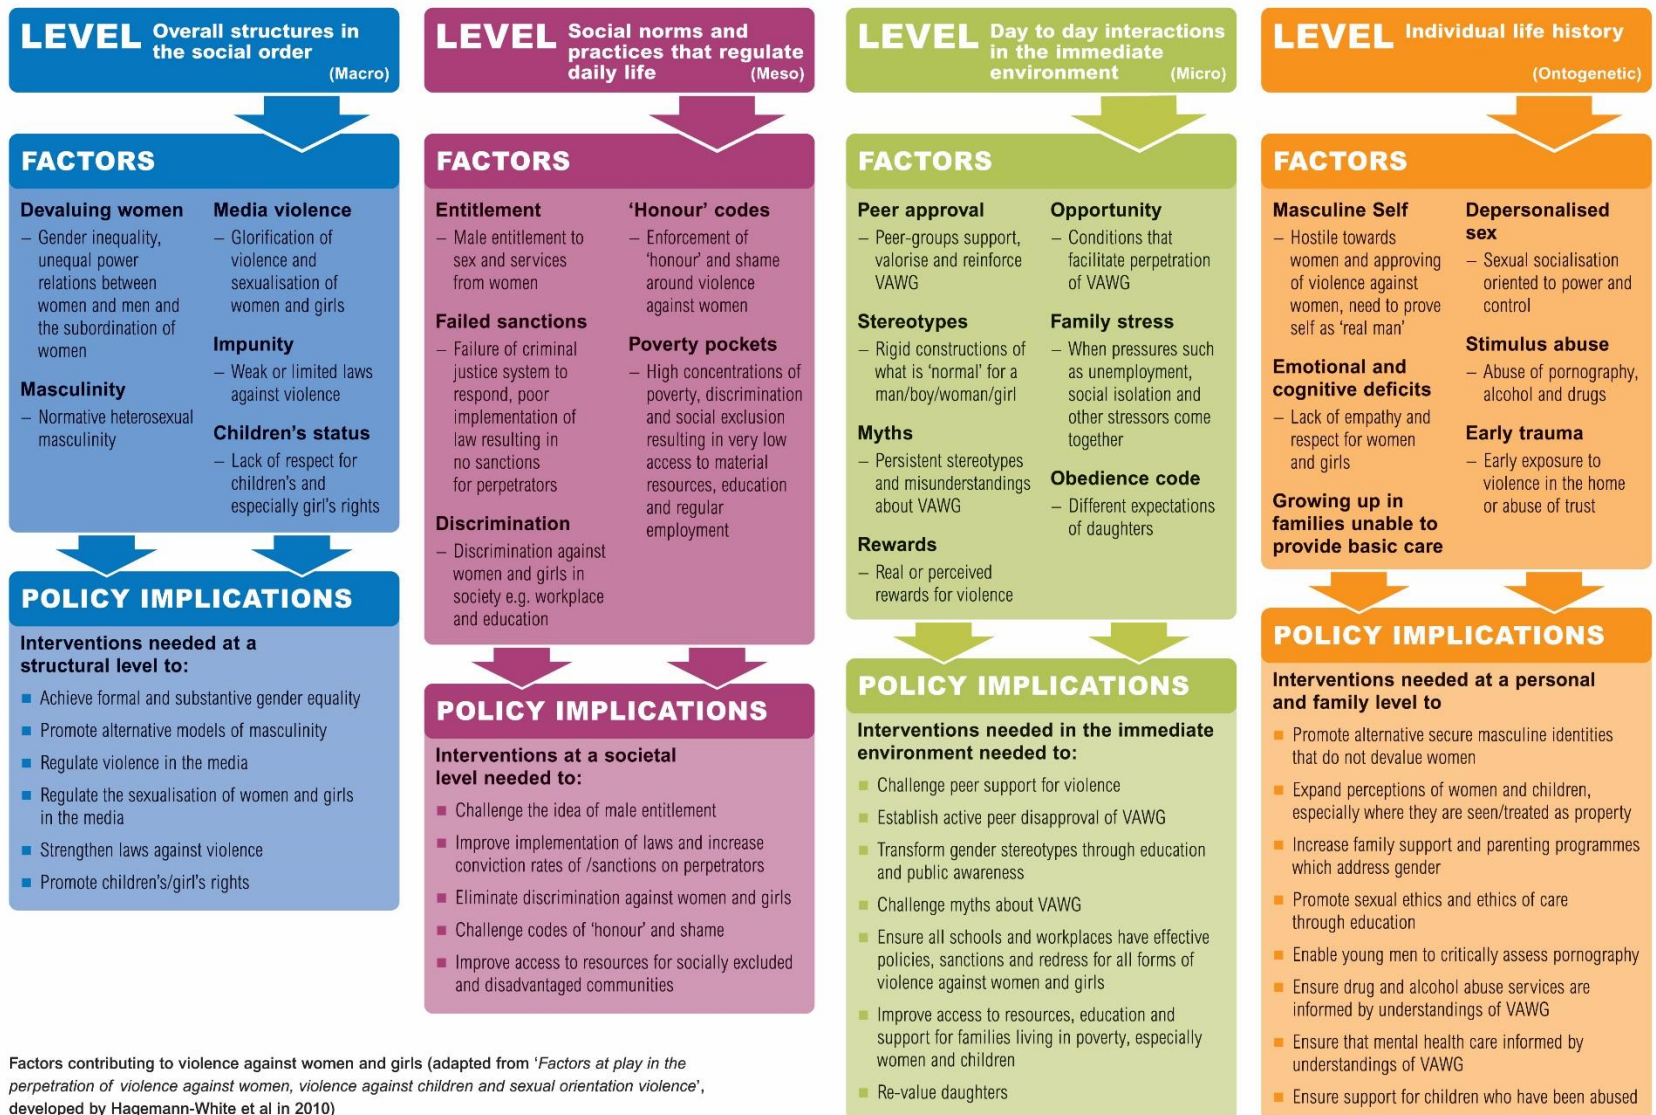 LEVEL Overall structures in
the social order
(Macro)
FACTORS
Devaluing women
– Gender inequality,
unequal power
relations between
women and men and
the subordination of
women
Masculinity
– Normative heterosexual
masculinity
Media violence
– Glorification of
violence and
sexualisation of
women and girls
Impunity
– Weak or limited laws
against violence
Children's status
– Lack of respect for
children's and
especially girl's rights
POLICY IMPLICATIONS
Interventions needed at a
structural level to:
■ Achieve formal and substantive gender equality
■ Promote alternative models of masculinity
■ Regulate violence in the media
■ Regulate the sexualisation of women and girls
in the media
■ Strengthen laws against violence
■ Promote children's/girl's rights
LEVEL Social norms and
practices that regulate
daily life (Meso)
FACTORS
Entitlement
– Male entitlement to
sex and services
from women
Failed sanctions
– Failure of criminal
justice system to
respond, poor
implementation of
law resulting in
no sanctions
for perpetrators
Discrimination
– Discrimination against
women and girls in
society e.g. workplace
and education
'Honour' codes
– Enforcement of
'honour' and shame
around violence
against women
Poverty pockets
– High concentrations of
poverty, discrimination
and social exclusion
resulting in very low
access to material
resources, education
and regular
employment
POLICY IMPLICATIONS
Interventions at a societal
level needed to:
■ Challenge the idea of male entitlement
■ Improve implementation of laws and increase
conviction rates of /sanctions on perpetrators
■ Eliminate discrimination against women and girls
■ Challenge codes of 'honour' and shame
■ Improve access to resources for socially excluded
and disadvantaged communities
LEVEL Day to day interactions
in the immediate
environment (Micro)
FACTORS
Peer approval
– Peer-groups support,
valorise and reinforce
VAWG
Stereotypes
– Rigid constructions of
what is 'normal' for a
man/boy/woman/girl
Myths
– Persistent stereotypes
and misunderstandings
about VAWG
Rewards
– Real or perceived
rewards for violence
Opportunity
– Conditions that
facilitate perpetration
of VAWG
Family stress
– When pressures such
as unemployment,
social isolation and
other stressors come
together
Obedience code
– Different expectations
of daughters
POLICY IMPLICATIONS
Interventions needed in the immediate
environment needed to:
■ Challenge peer support for violence
■ Establish active peer disapproval of VAWG
■ Transform gender stereotypes through education
and public awareness
■ Challenge myths about VAWG
■ Ensure all schools and workplaces have effective
policies, sanctions and redress for all forms of
violence against women and girls
■ Improve access to resources, education and
support for families living in poverty, especially
women and children
■ Re-value daughters
LEVEL Individual life history
(Ontogenetic)
FACTORS
Masculine Self
– Hostile towards
women and approving
of violence against
women, need to prove
self as 'real man'
Emotional and
cognitive deficits
– Lack of empathy and
respect for women
and girls
Growing up in
families unable to
provide basic care
Depersonalised
sex
– Sexual socialisation
oriented to power and
control
Stimulus abuse
– Abuse of pornography,
alcohol and drugs
Early trauma
– Early exposure to
violence in the home
or abuse of trust
POLICY IMPLICATIONS
Interventions needed at a personal
and family level to
■ Promote alternative secure masculine identities
that do not devalue women
■ Expand perceptions of women and children,
especially where they are seen/treated as property
■ Increase family support and parenting programmes
which address gender
■ Promote sexual ethics and ethics of care
through education
■ Enable young men to critically assess pornography
■ Ensure drug and alcohol abuse services are
informed by understandings of VAWG
■ Ensure that mental health care informed by
understandings of VAWG
■ Ensure support for children who have been abused
Factors contributing to violence against women and girls (adapted from 'Factors at play in the
perpetration of violence against women, violence against children and sexual orientation violence',
developed by Hagemann-White et al in 2010)